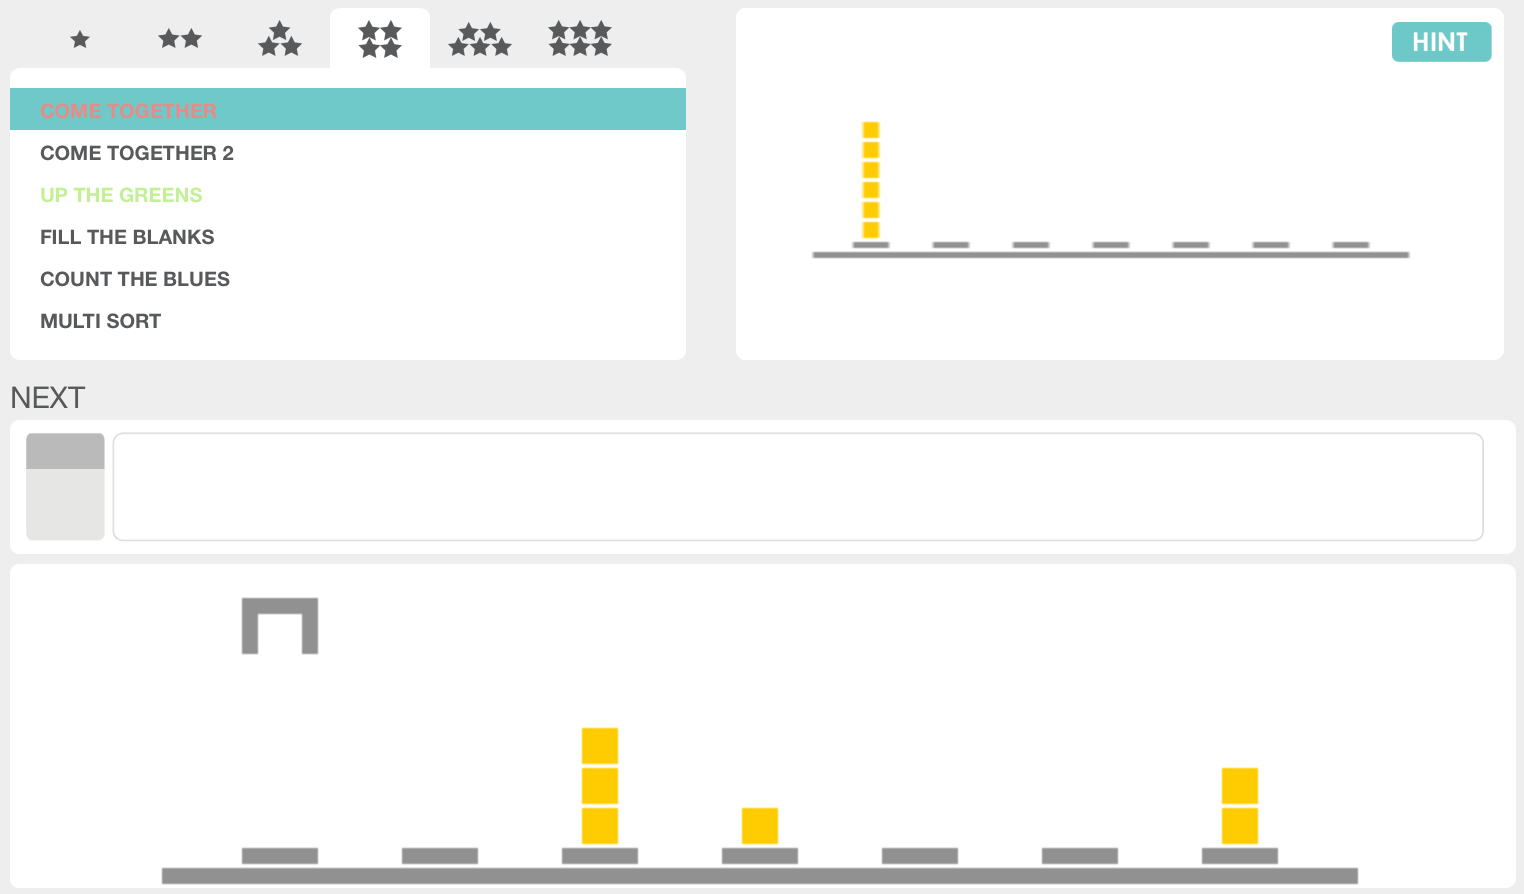 HINT
COME TOGETHER
COME TOGETHER 2
UP THE GREENS
FILL THE BLANKS
COUNT THE BLUES
MULTI SORT
NEXT